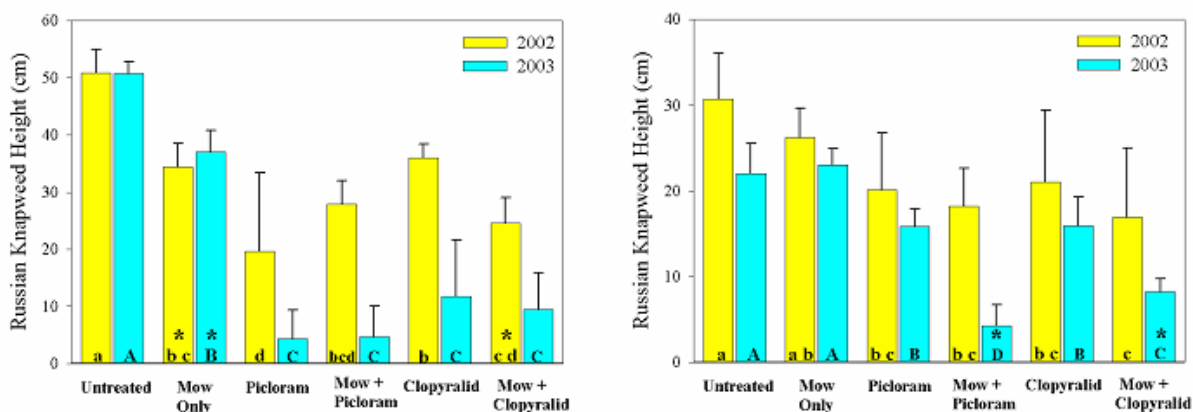 Russian Knapweed Height (cm)
60
50
40
30
20
10
0
2002
2003
* * *
a A b c B d C bcd C b C c d C
Untreated Mow Only Picloram Mow + Picloram Clopyralid Mow + Clopyralid
Russian Knapweed Height (cm)
40
30
20
10
0
2002
2003
* *
a A a b A b c B b c D b c B c C
Untreated Mow Only Picloram Mow + Picloram Clopyralid Mow + Clopyralid